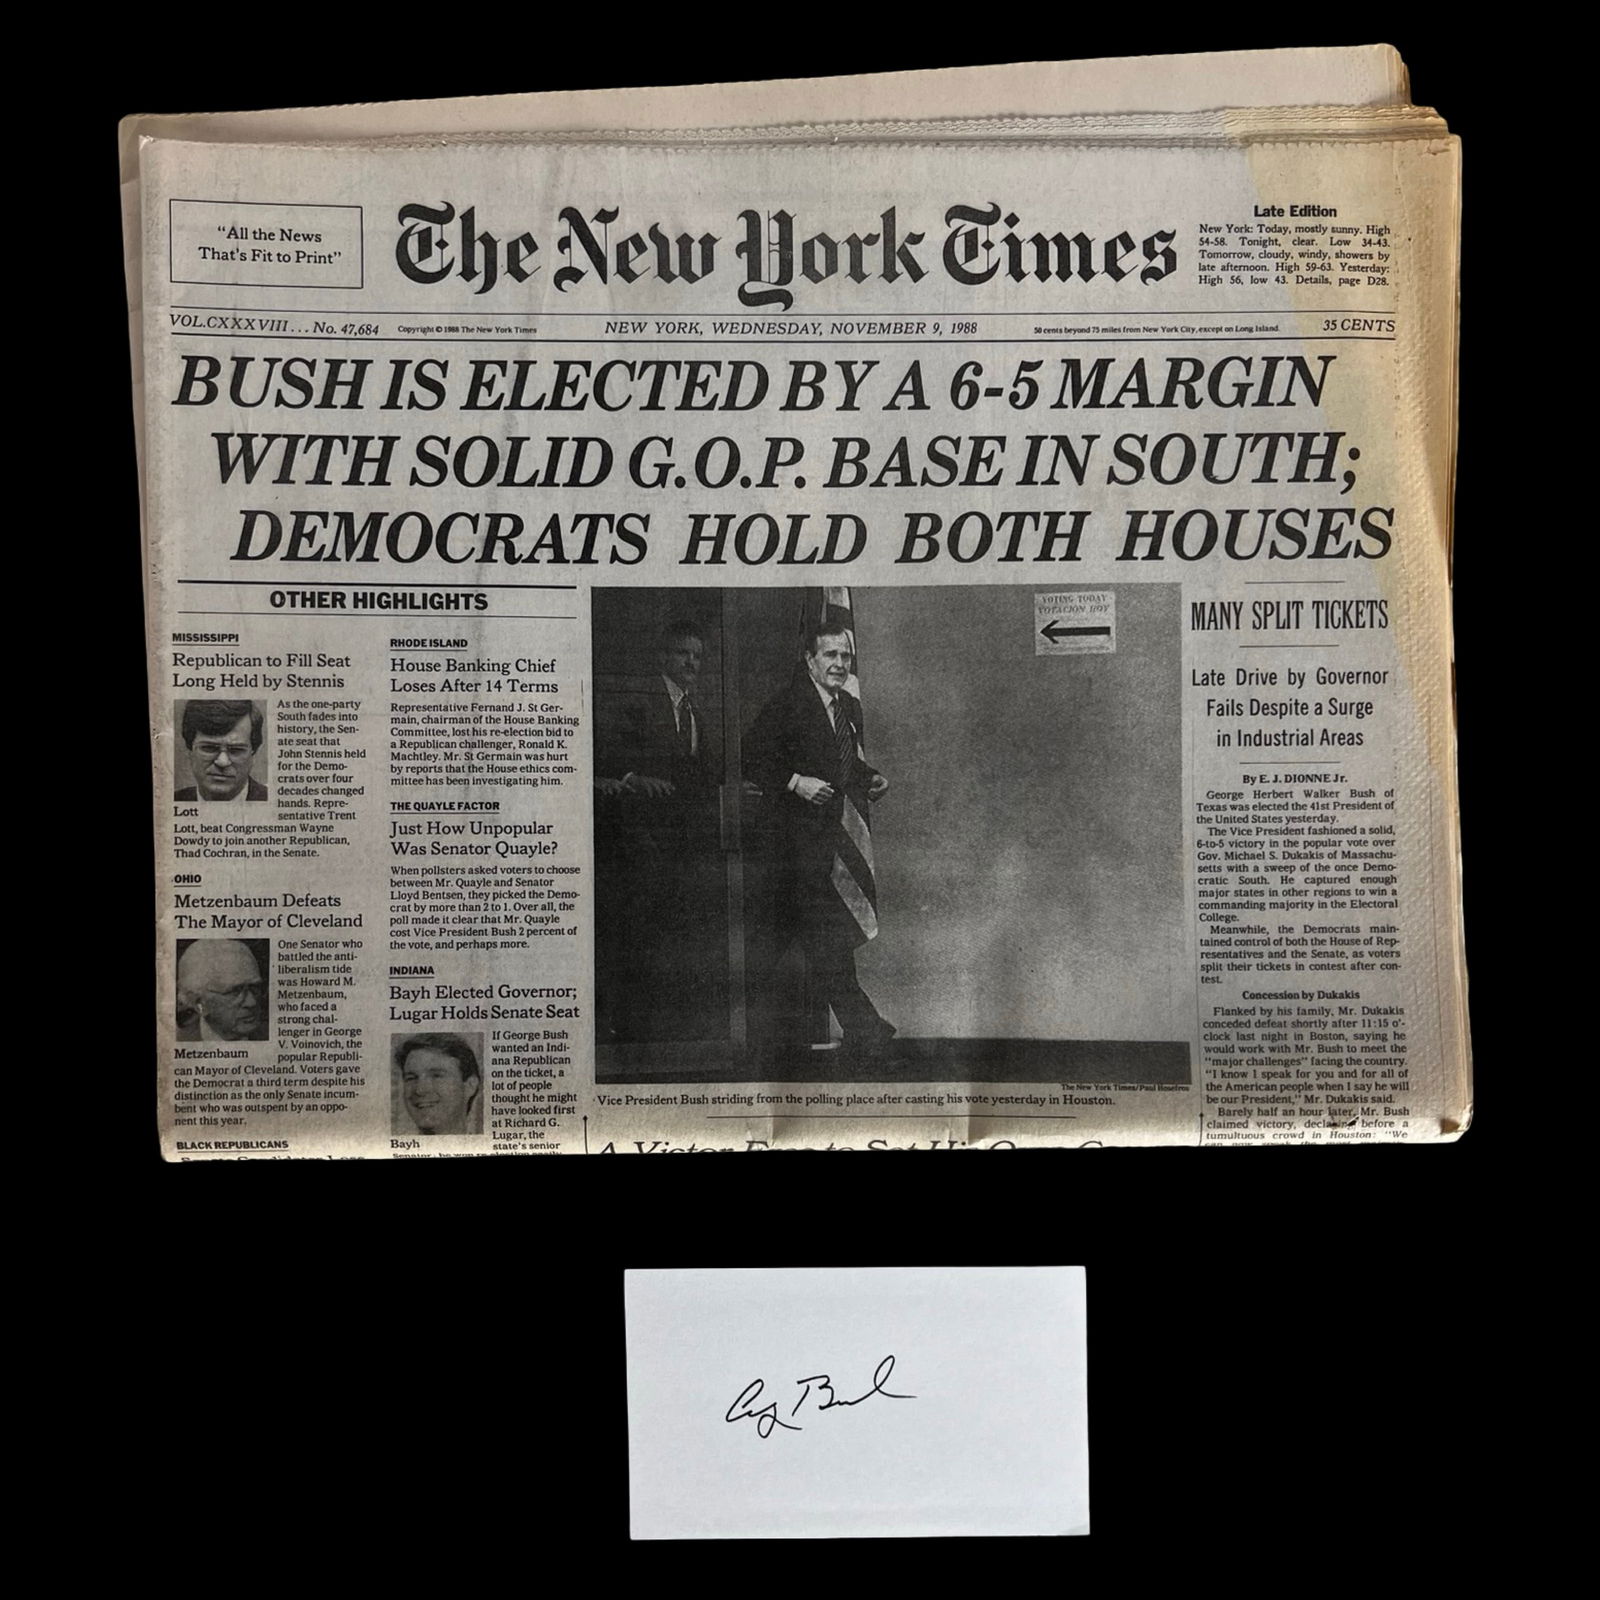 "All the News
That's Fit to Print"
The New York Times
Late Edition
New York: Today, mostly sunny. High
54-58. Tonight, clear. Low 34-43.
Tomorrow, cloudy, windy, showers by
late afternoon. High 59-63. Yesterday:
High 56, low 43. Details, page D28.
VOL.CXXXVIII . . . No. 47,684
Copyright © 1988 The New York Times
NEW YORK, WEDNESDAY, NOVEMBER 9, 1988
50 cents beyond 75 miles from New York City, except on Long Island.
35 CENTS
BUSH IS ELECTED BY A 6-5 MARGIN
WITH SOLID G.O.P. BASE IN SOUTH;
DEMOCRATS HOLD BOTH HOUSES
OTHER HIGHLIGHTS
MISSISSIPPI
Republican to Fill Seat
Long Held by Stennis
As the one-party
South fades into
history, the Sen-
ate seat that
John Stennis held
for the Demo-
crats over four
decades changed
hands. Repre-
sentative Trent
Lott
Lott, beat Congressman Wayne
Dowdy to join another Republican,
Thad Cochran, in the Senate.
OHIO
Metzenbaum Defeats
The Mayor of Cleveland
One Senator who
battled the anti-
liberalism tide
was Howard M.
Metzenbaum,
who faced a
strong chal-
lenger in George
V. Voinovich, the
popular Republi-
Metzenbaum
can Mayor of Cleveland. Voters gave
the Democrat a third term despite his
distinction as the only Senate incum-
bent who was outspent by an oppo-
nent this year.
BLACK REPUBLICANS
RHODE ISLAND
House Banking Chief
Loses After 14 Terms
Representative Fernand J. St Ger-
main, chairman of the House Banking
Committee, lost his re-election bid to
a Republican challenger, Ronald K.
Machtley. Mr. St Germain was hurt
by reports that the House ethics com-
mittee has been investigating him.
THE QUAYLE FACTOR
Just How Unpopular
Was Senator Quayle?
When pollsters asked voters to choose
between Mr. Quayle and Senator
Lloyd Bentsen, they picked the Demo-
crat by more than 2 to 1. Over all, the
poll made it clear that Mr. Quayle
cost Vice President Bush 2 percent of
the vote, and perhaps more.
INDIANA
Bayh Elected Governor;
Lugar Holds Senate Seat
If George Bush
wanted an Indi-
ana Republican
on the ticket, a
lot of people
thought he might
have looked first
at Richard G.
Lugar, the
state's senior
Bayh
VOTING TODAY
VOTACION HOY
The New York Times/Paul Hosefros
Vice President Bush striding from the polling place after casting his vote yesterday in Houston.
MANY SPLIT TICKETS
Late Drive by Governor
Fails Despite a Surge
in Industrial Areas
By E. J. DIONNE Jr.
George Herbert Walker Bush of
Texas was elected the 41st President of
the United States yesterday.
The Vice President fashioned a solid,
6-to-5 victory in the popular vote over
Gov. Michael S. Dukakis of Massachu-
setts with a sweep of the once Demo-
cratic South. He captured enough
major states in other regions to win a
commanding majority in the Electoral
College.
Meanwhile, the Democrats main-
tained control of both the House of Rep-
resentatives and the Senate, as voters
split their tickets in contest after con-
test.
Concession by Dukakis
Flanked by his family, Mr. Dukakis
conceded defeat shortly after 11:15 o'-
clock last night in Boston, saying he
would work with Mr. Bush to meet the
"major challenges" facing the country.
"I know I speak for you and for all of
the American people when I say he will
be our President," Mr. Dukakis said.
Barely half an hour later, Mr. Bush
claimed victory, declaring before a
tumultuous crowd in Houston: "We
Bush